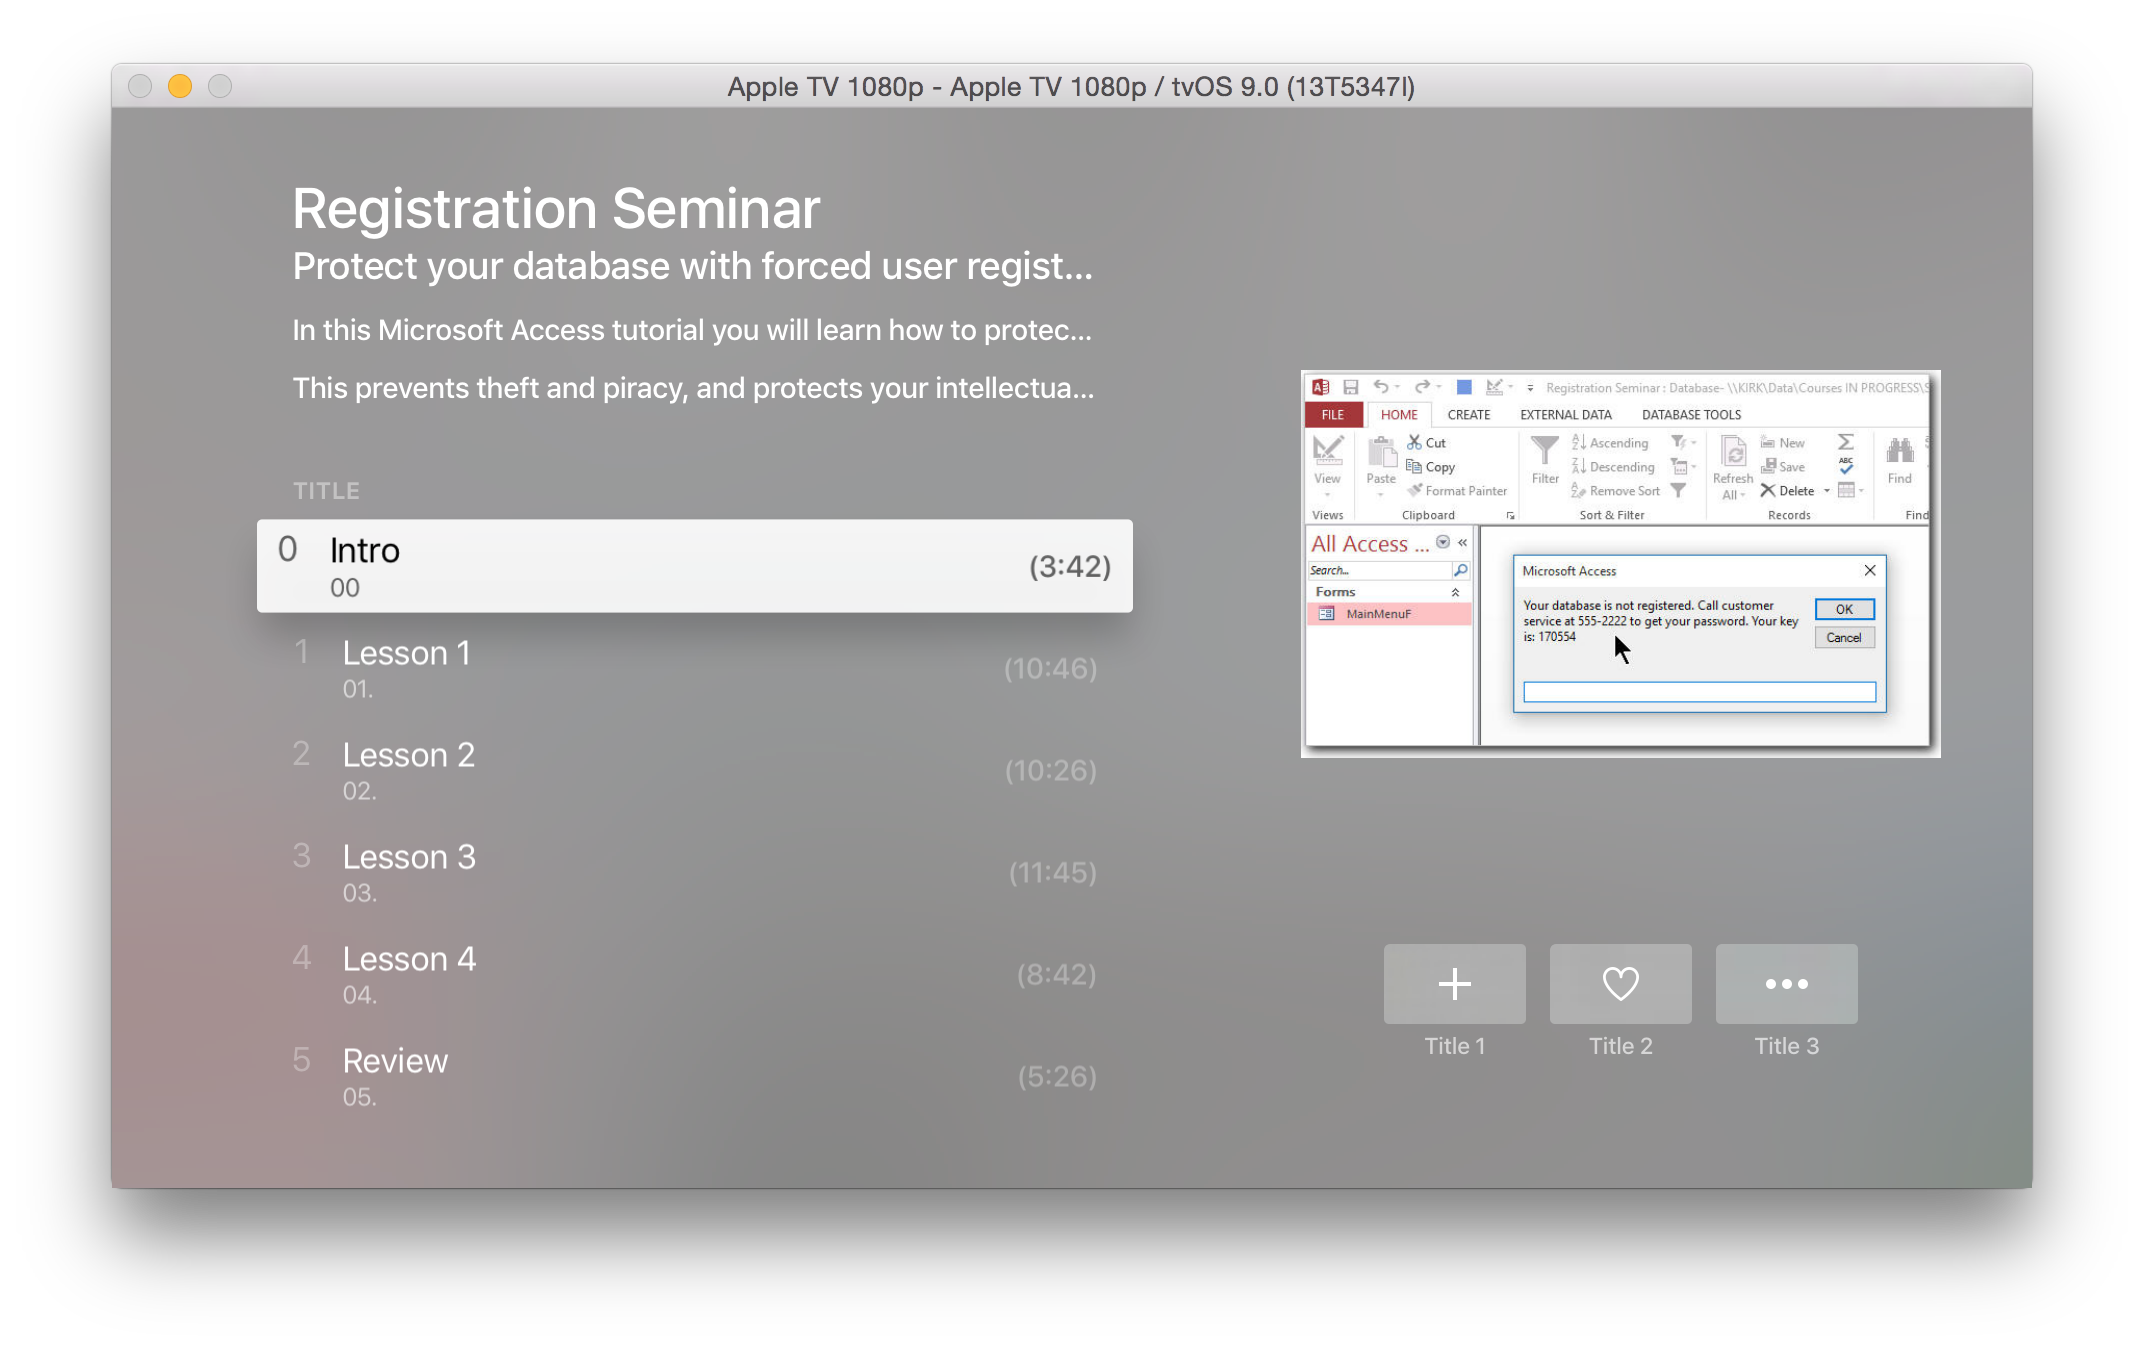 Apple TV 1080p - Apple TV 1080p / tvOS 9.0 (13T5347l)
Registration Seminar
Protect your database with forced user regist...
In this Microsoft Access tutorial you will learn how to protec...
This prevents theft and piracy, and protects your intellectua...
TITLE
0 Intro (3:42)
00
1 Lesson 1 (10:46)
01.
2 Lesson 2 (10:26)
02.
3 Lesson 3 (11:45)
03.
4 Lesson 4 (8:42)
04.
5 Review (5:26)
05.
Registration Seminar : Database- \\KIRK\Data\Courses IN PROGRESS\S
FILE HOME CREATE EXTERNAL DATA DATABASE TOOLS
View
Views
Paste
Cut
Copy
Format Painter
Clipboard
Filter
Ascending
Descending
Remove Sort
Sort & Filter
Refresh
All
New
Save
Delete
Records
Find
Find
All Access ...
Search...
Forms
MainMenuF
Microsoft Access
Your database is not registered. Call customer
service at 555-2222 to get your password. Your key
is: 170554
OK
Cancel
Title 1 Title 2 Title 3